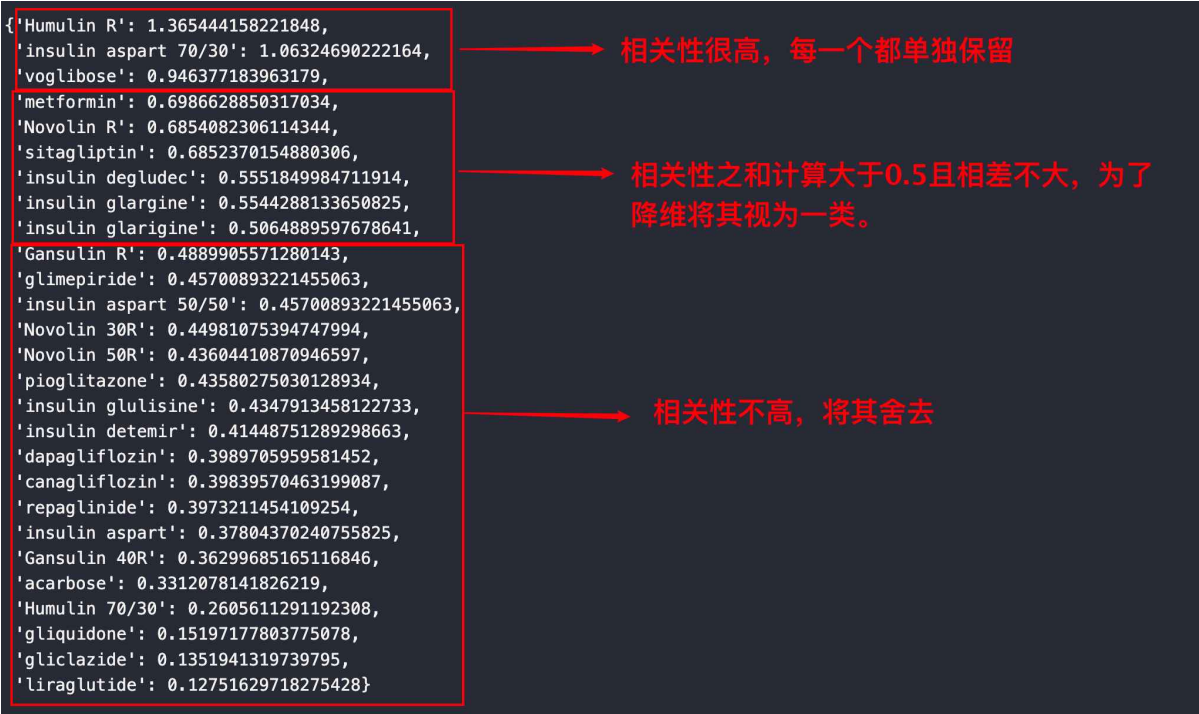 {'Humulin R': 1.365444158221848,
'insulin aspart 70/30': 1.06324690222164,
'voglibose': 0.946377183963179,
相关性很高，每一个都单独保留
'metformin': 0.6986628850317034,
'Novolin R': 0.6854082306114344,
'sitagliptin': 0.6852370154880306,
'insulin degludec': 0.5551849984711914,
'insulin glargine': 0.5544288133650825,
'insulin glarigine': 0.5064889597678641,
相关性之和计算大于0.5且相差不大，为了
降维将其视为一类。
'Gansulin R': 0.4889905571280143,
'glimepiride': 0.45700893221455063,
'insulin aspart 50/50': 0.45700893221455063,
'Novolin 30R': 0.44981075394747994,
'Novolin 50R': 0.43604410870946597,
'pioglitazone': 0.43580275030128934,
'insulin glulisine': 0.4347913458122733,
'insulin detemir': 0.41448751289298663,
'dapagliflozin': 0.3989705959581452,
'canagliflozin': 0.39839570463199087,
'repaglinide': 0.3973211454109254,
'insulin aspart': 0.37804370240755825,
'Gansulin 40R': 0.36299685165116846,
'acarbose': 0.3312078141826219,
'Humulin 70/30': 0.2605611291192308,
'gliquidone': 0.15197177803775078,
'gliclazide': 0.1351941319739795,
'liraglutide': 0.12751629718275428}
相关性不高，将其舍去